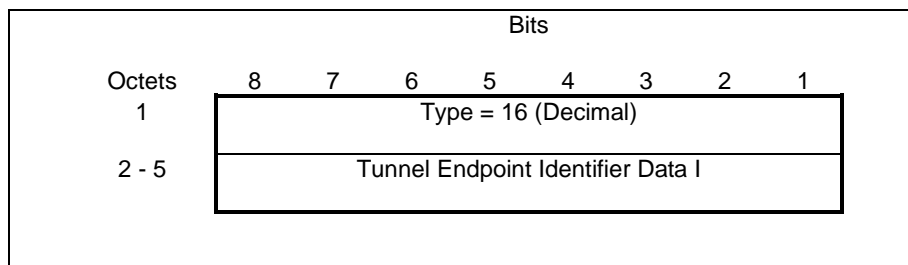 Bits
Octets 8 7 6 5 4 3 2 1
1 Type = 16 (Decimal)
2 - 5 Tunnel Endpoint Identifier Data I